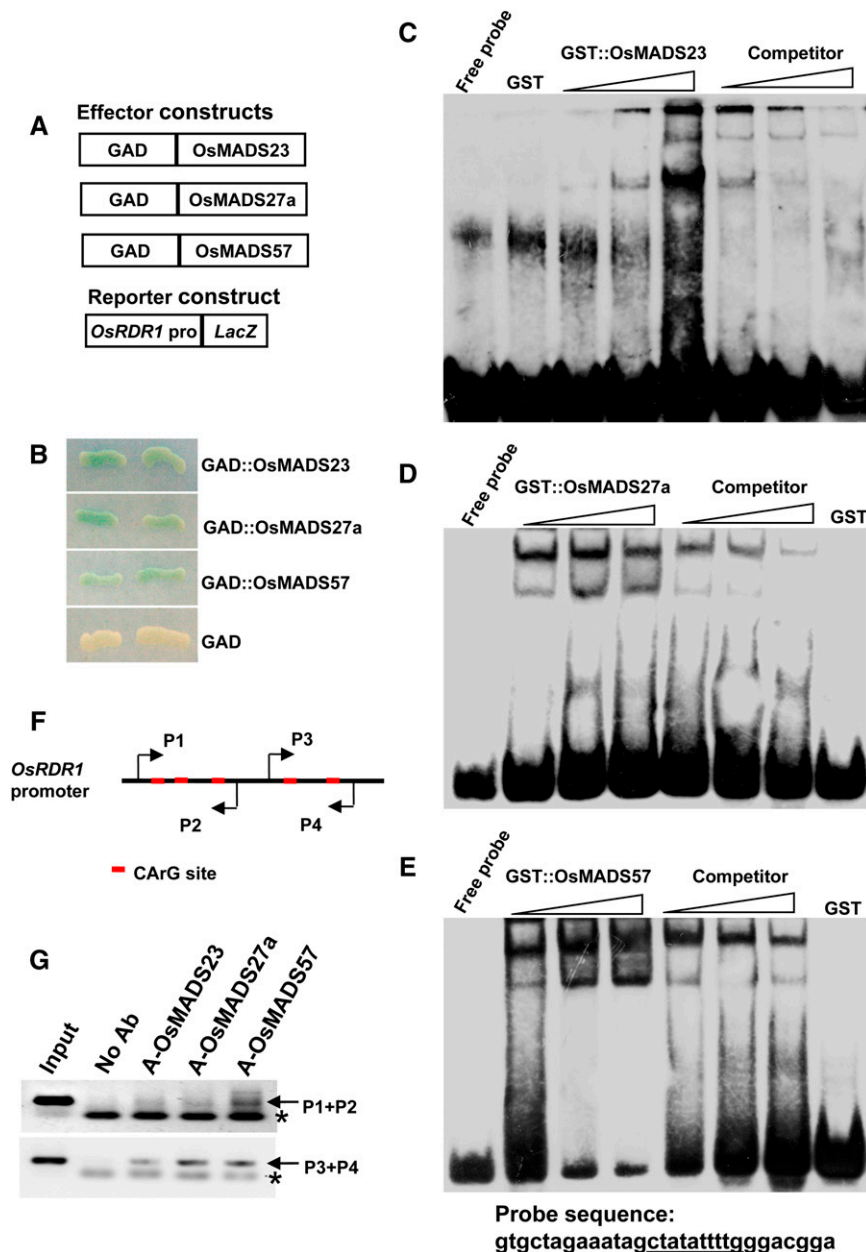 A
Effector constructs
GAD OsMADS23
GAD OsMADS27a
GAD OsMADS57
Reporter construct
OsRDR1 pro LacZ
B
GAD::OsMADS23
GAD::OsMADS27a
GAD::OsMADS57
GAD
F
P1 P3
OsRDR1
promoter
P2 P4
CArG site
G
Input No Ab A-OsMADS23 A-OsMADS27a A-OsMADS57
P1+P2
*
P3+P4
*
C
Free probe GST GST::OsMADS23 Competitor
D
Free probe GST::OsMADS27a Competitor GST
E
Free probe GST::OsMADS57 Competitor GST
Probe sequence:
gtgctagaaatagctatattttgggacgga